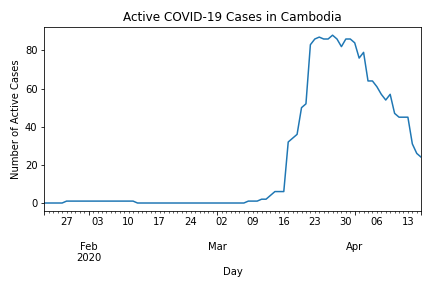 Active COVID-19 Cases in Cambodia
Number of Active Cases
80
60
40
20
0
27 03 10 17 24 02 09 16 23 30 06 13
Feb Mar Apr
2020
Day